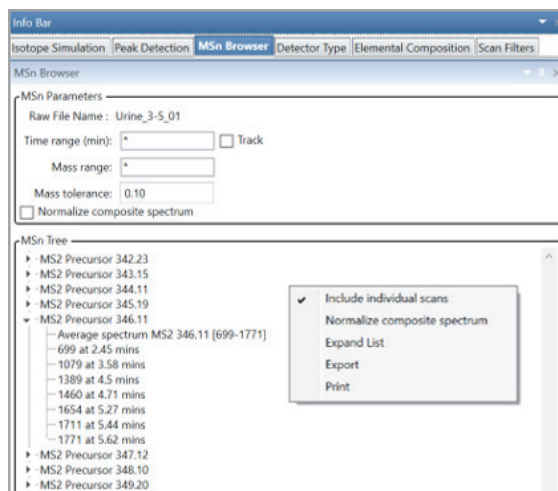 Info Bar
Isotope Simulation Peak Detection MSn Browser Detector Type Elemental Composition Scan Filters
MSn Browser
MSn Parameters
Raw File Name : Urine_3-5_01
Time range (min): * Track
Mass range: *
Mass tolerance: 0.10
Normalize composite spectrum
MSn Tree
MS2 Precursor 342.23
MS2 Precursor 343.15
MS2 Precursor 344.11
MS2 Precursor 345.19
MS2 Precursor 346.11
Average spectrum MS2 346.11 [699-1771]
699 at 2.45 mins
1079 at 3.58 mins
1389 at 4.5 mins
1460 at 4.71 mins
1654 at 5.27 mins
1711 at 5.44 mins
1771 at 5.62 mins
MS2 Precursor 347.12
MS2 Precursor 348.10
MS2 Precursor 349.20
Include individual scans
Normalize composite spectrum
Expand List
Export
Print